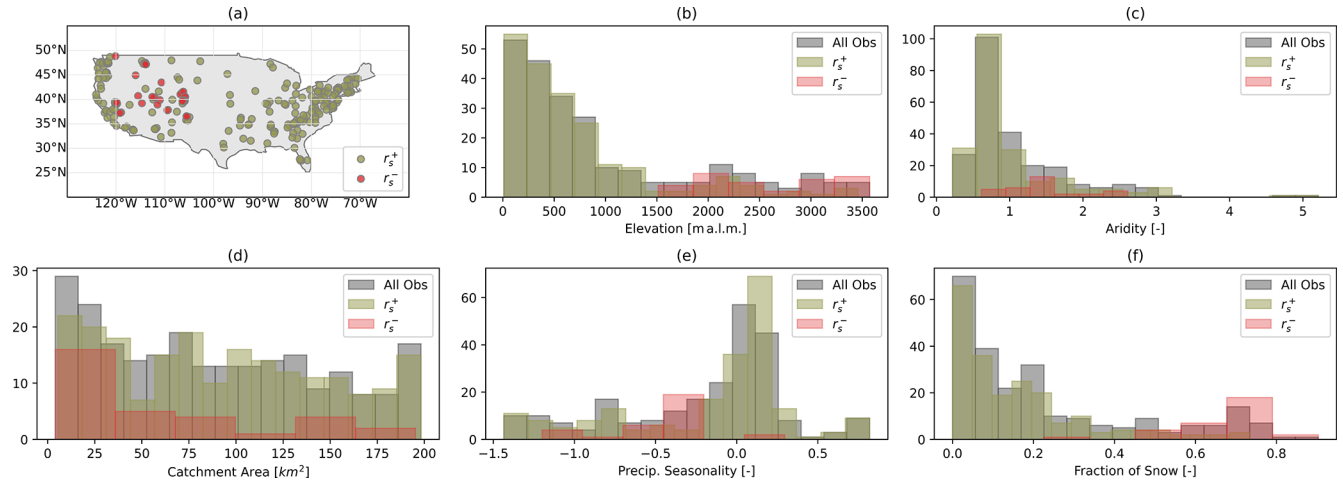 (a)
50°N
45°N
40°N
35°N
30°N
25°N
120°W
110°W
100°W
90°W
80°W
70°W
r_s^+
r_s^-
(b)
50
40
30
20
10
0
0
500
1000
1500
2000
2500
3000
3500
Elevation [m a.l.m.]
All Obs
r_s^+
r_s^-
(c)
100
80
60
40
20
0
0
1
2
3
4
5
Aridity [-]
All Obs
r_s^+
r_s^-
(d)
30
20
10
0
0
25
50
75
100
125
150
175
200
Catchment Area [km²]
All Obs
r_s^+
r_s^-
(e)
60
40
20
0
−1.5
−1.0
−0.5
0.0
0.5
Precip. Seasonality [-]
All Obs
r_s^+
r_s^-
(f)
60
40
20
0
0.0
0.2
0.4
0.6
0.8
Fraction of Snow [-]
All Obs
r_s^+
r_s^-